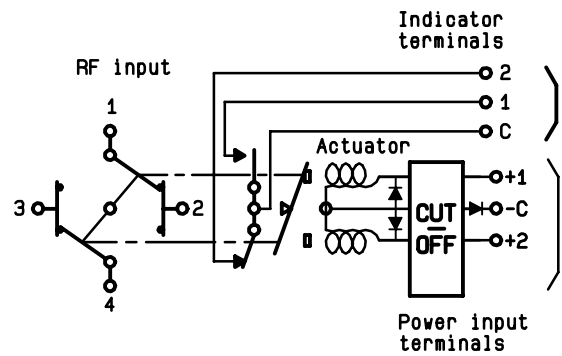 Indicator
terminals
RF input
2
1
1
C
Actuator
+1
3
2
CUT
-C
OFF
+2
4
Power input
terminals